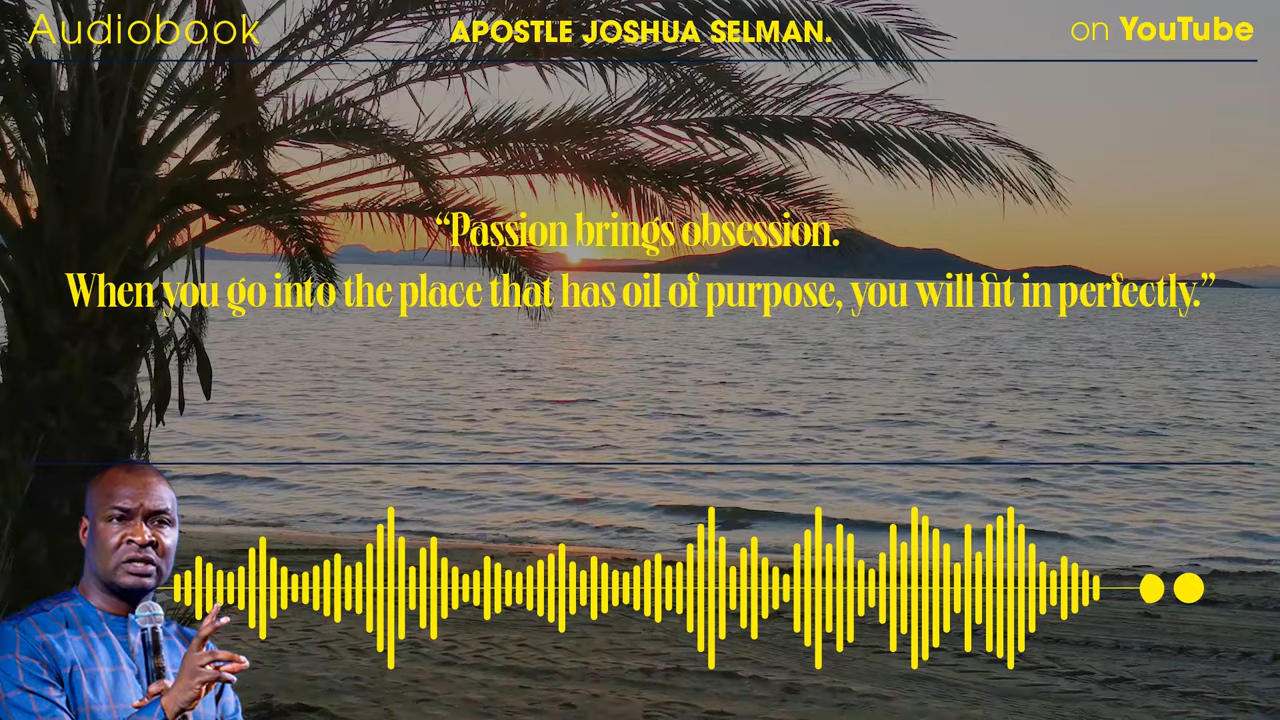 Audiobook
APOSTLE JOSHUA SELMAN.
on YouTube
“Passion brings obsession.
When you go into the place that has oil of purpose, you will fit in perfectly.”